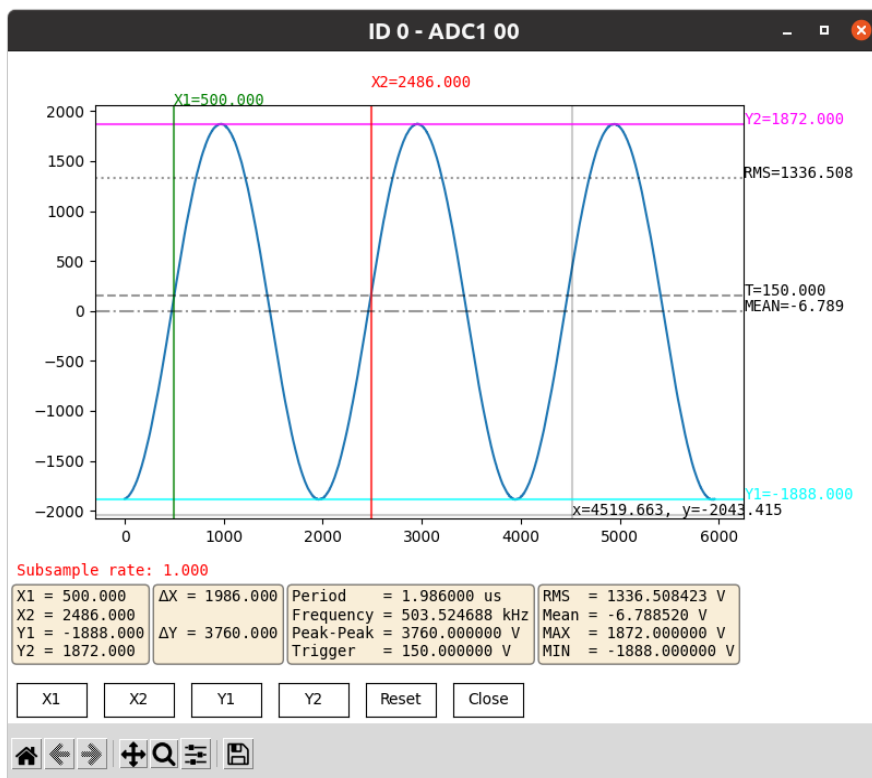 ID 0 - ADC1 00
X2=2486.000
X1=500.000
2000
1500
1000
500
0
−500
−1000
−1500
−2000
Y2=1872.000
RMS=1336.508
T=150.000
MEAN=-6.789
Y1=-1888.000
x=4519.663, y=-2043.415
0 1000 2000 3000 4000 5000 6000
Subsample rate: 1.000
X1 = 500.000
X2 = 2486.000
Y1 = -1888.000
Y2 = 1872.000
ΔX = 1986.000
ΔY = 3760.000
Period = 1.986000 us
Frequency = 503.524688 kHz
Peak-Peak = 3760.000000 V
Trigger = 150.000000 V
RMS = 1336.508423 V
Mean = -6.788520 V
MAX = 1872.000000 V
MIN = -1888.000000 V
X1 X2 Y1 Y2 Reset Close